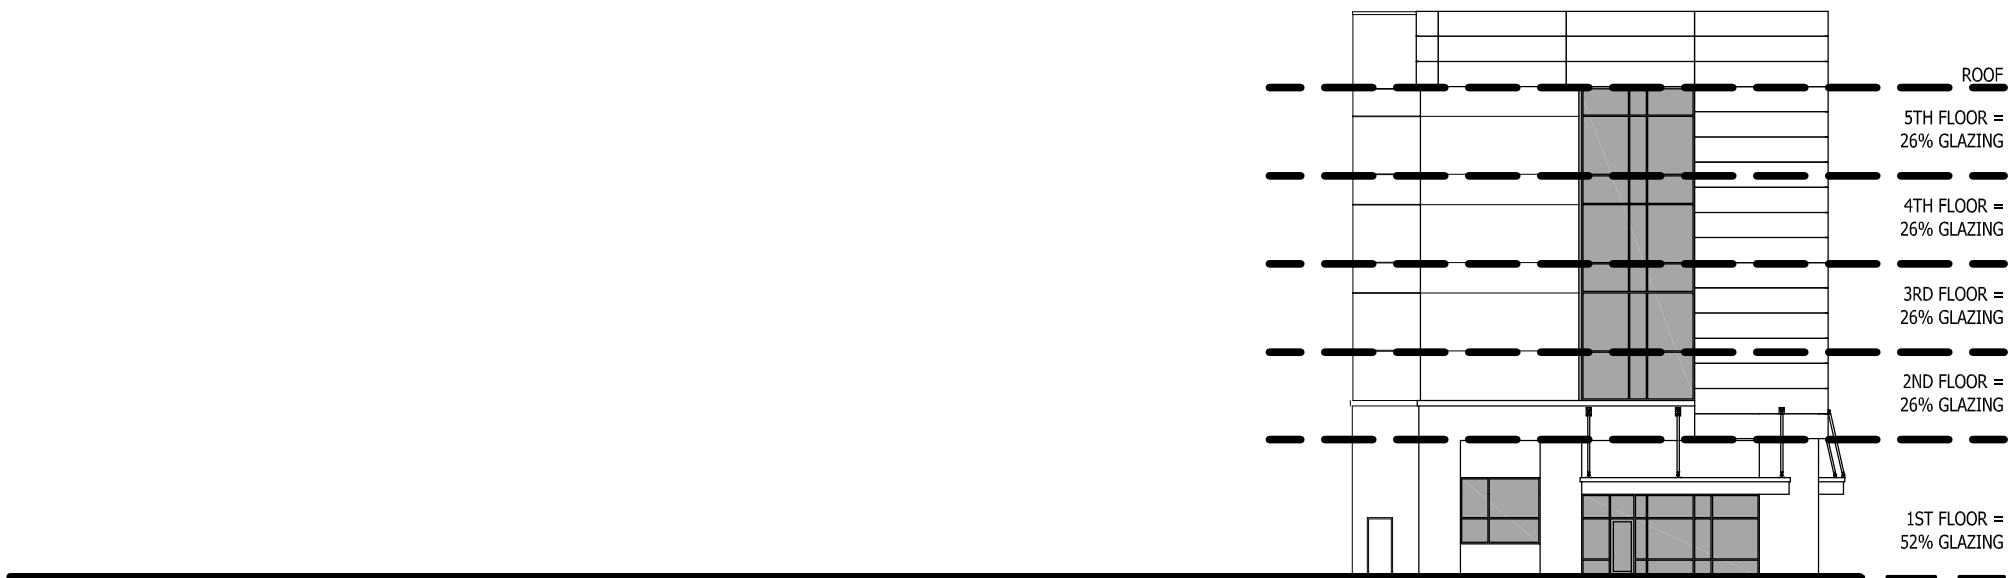 ROOF
5TH FLOOR =
26% GLAZING
4TH FLOOR =
26% GLAZING
3RD FLOOR =
26% GLAZING
2ND FLOOR =
26% GLAZING
1ST FLOOR =
52% GLAZING